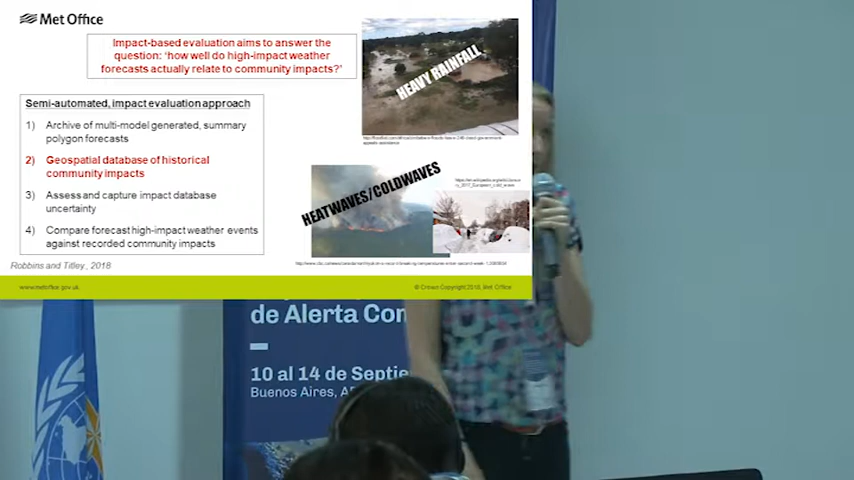 Met Office
Impact-based evaluation aims to answer the
question: 'how well do high-impact weather
forecasts actually relate to community impacts?'
Semi-automated, impact evaluation approach
1) Archive of multi-model generated, summary
polygon forecasts
2) Geospatial database of historical
community impacts
3) Assess and capture impact database
uncertainty
4) Compare forecast high-impact weather events
against recorded community impacts
Robbins and Titley, 2018
HEAVY RAINFALL
HEATWAVES/COLDWAVES
www.metoffice.gov.uk
© Crown Copyright 2018, Met Office
de Alerta Con
10 al 14 de Septie
Buenos Aires, A